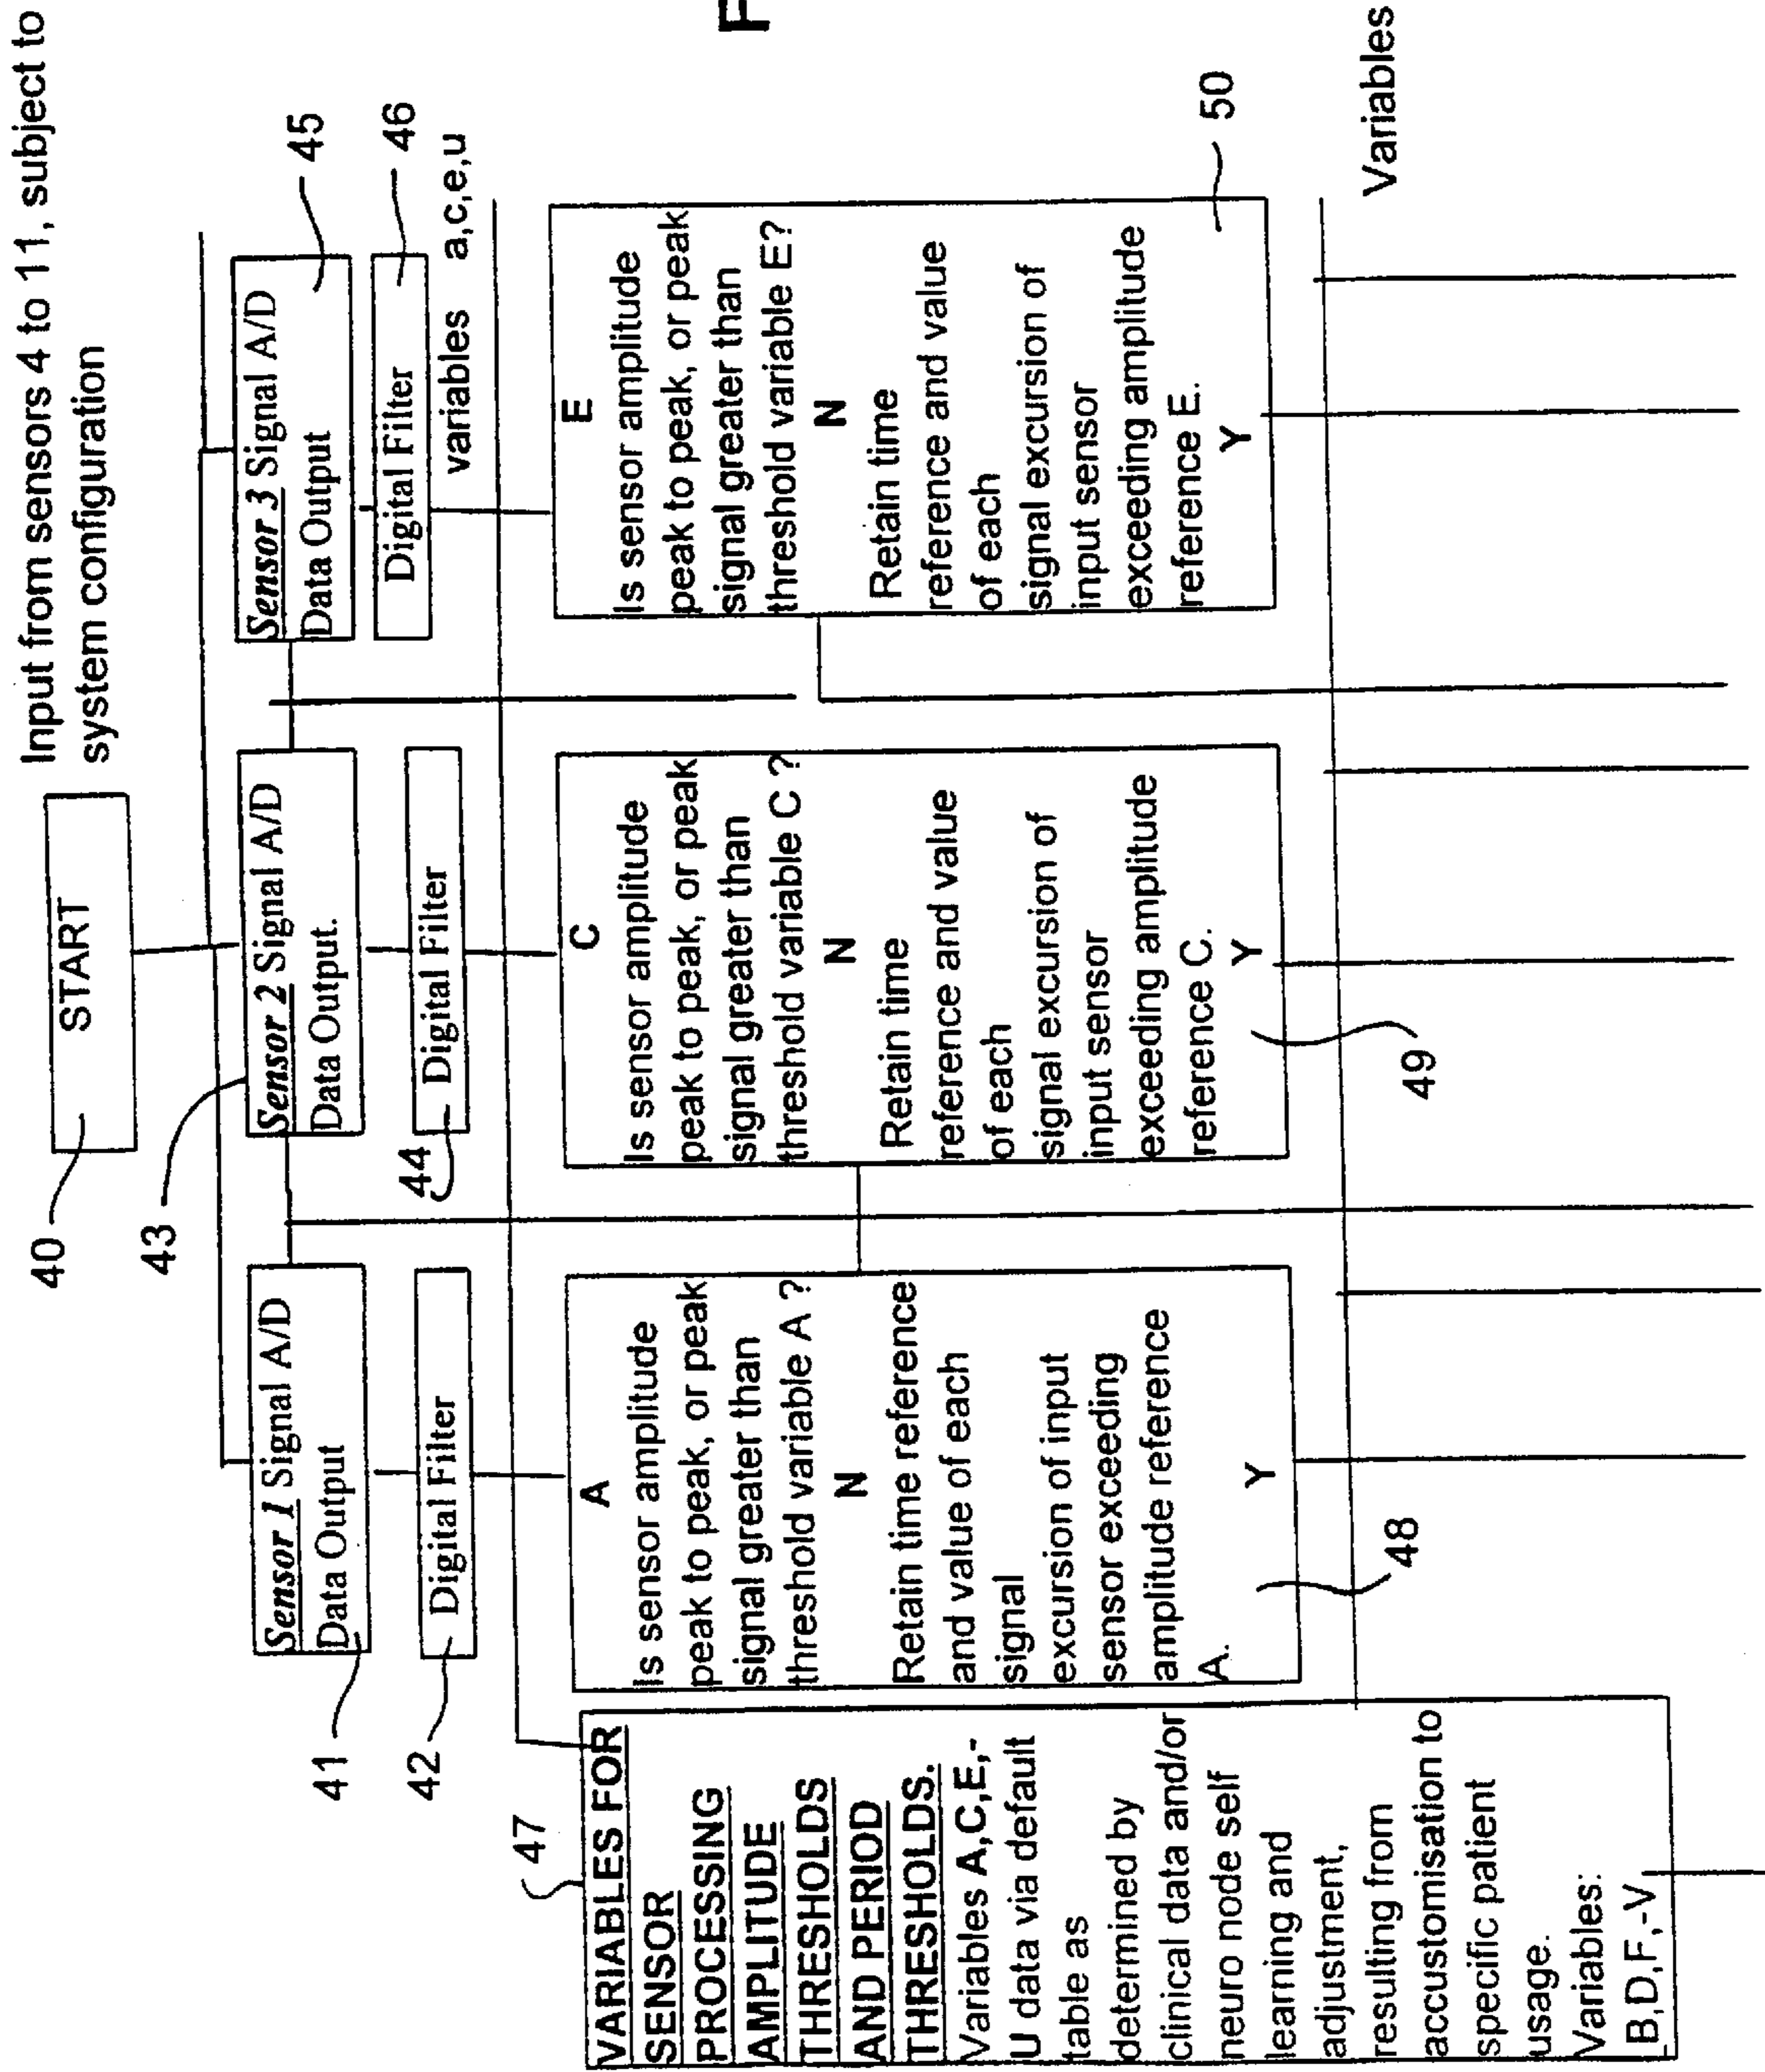 Input from sensors 4 to 11, subject to
system configuration
F
START
40
43
Sensor 1 Signal A/D
Data Output
41
Sensor 2 Signal A/D
Data Output.
Sensor 3 Signal A/D
Data Output
45
Digital Filter
42
Digital Filter
44
Digital Filter
46
variables a,c,e,u
47
VARIABLES FOR
SENSOR
PROCESSING
AMPLITUDE
THRESHOLDS
AND PERIOD
THRESHOLDS.
Variables A,C,E,-
U data via default
table as
determined by
clinical data and/or
neuro node self
learning and
adjustment,
resulting from
accustomisation to
specific patient
usage.
Variables:
B,D,F,-V
A
Is sensor amplitude
peak to peak, or peak
signal greater than
threshold variable A ?
N
Retain time reference
and value of each
signal
excursion of input
sensor exceeding
amplitude reference
A.
Y
48
C
Is sensor amplitude
peak to peak, or peak
signal greater than
threshold variable C ?
N
Retain time
reference and value
of each
signal excursion of
input sensor
exceeding amplitude
reference C.
Y
49
E
Is sensor amplitude
peak to peak, or peak
signal greater than
threshold variable E?
N
Retain time
reference and value
of each
signal excursion of
input sensor
exceeding amplitude
reference E.
Y
50
Variables